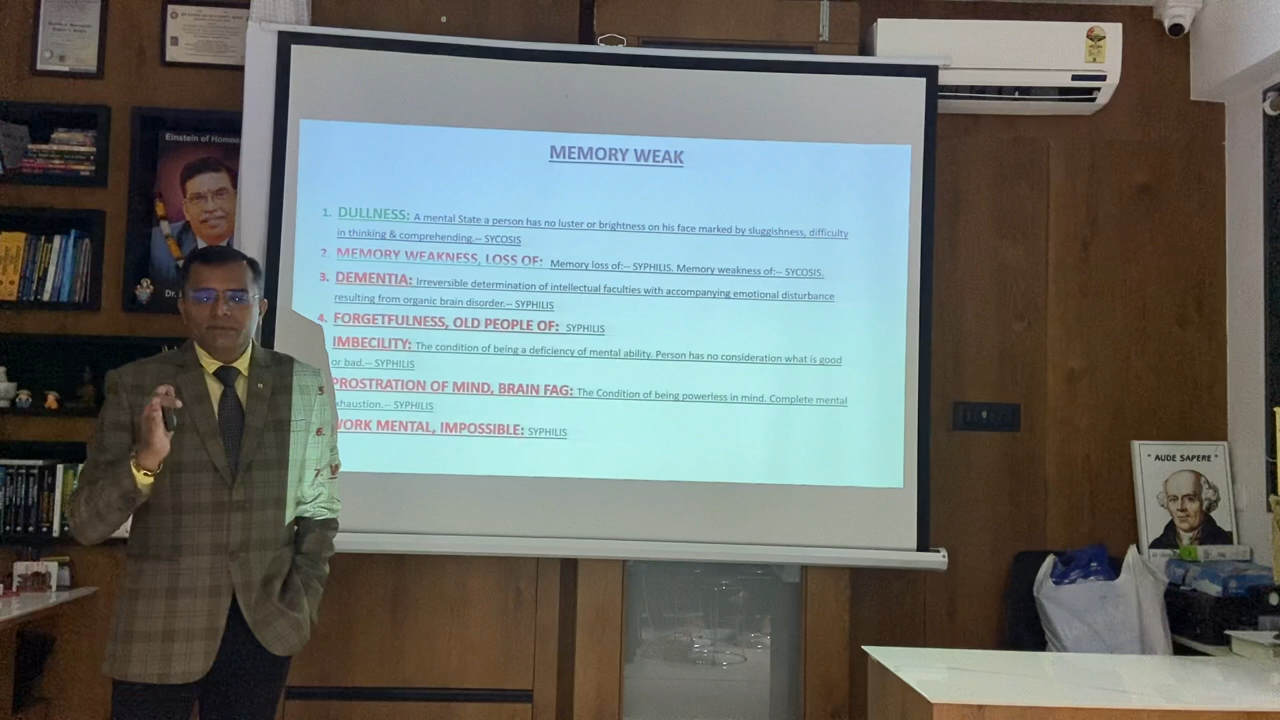 Einstein of Homoe
Dr.
MEMORY WEAK
1. DULLNESS: A mental State a person has no luster or brightness on his face marked by sluggishness, difficulty
in thinking & comprehending.-- SYCOSIS
2. MEMORY WEAKNESS, LOSS OF: Memory loss of:-- SYPHILIS. Memory weakness of:-- SYCOSIS.
3. DEMENTIA: Irreversible determination of intellectual faculties with accompanying emotional disturbance
resulting from organic brain disorder.-- SYPHILIS
4. FORGETFULNESS, OLD PEOPLE OF: SYPHILIS
IMBECILITY: The condition of being a deficiency of mental ability. Person has no consideration what is good
or bad.-- SYPHILIS
5 PROSTRATION OF MIND, BRAIN FAG: The Condition of being powerless in mind. Complete mental
xhaustion.-- SYPHILIS
6. WORK MENTAL, IMPOSSIBLE: SYPHILIS
7.
" AUDE SAPERE "